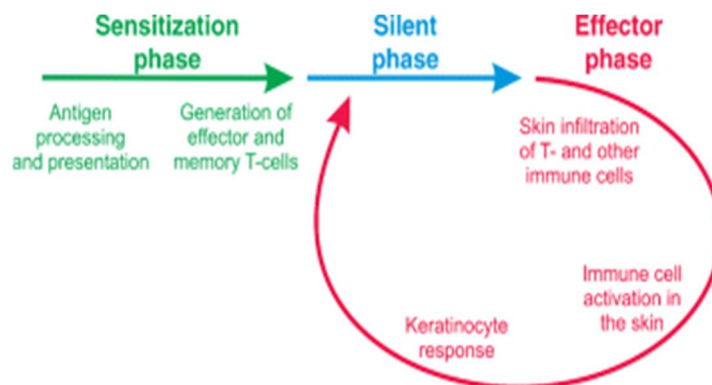 Sensitization
phase
Silent
phase
Effector
phase
Antigen
processing
and presentation
Generation of
effector and
memory T-cells
Skin infiltration
of T- and other
immune cells
Immune cell
activation in
the skin
Keratinocyte
response